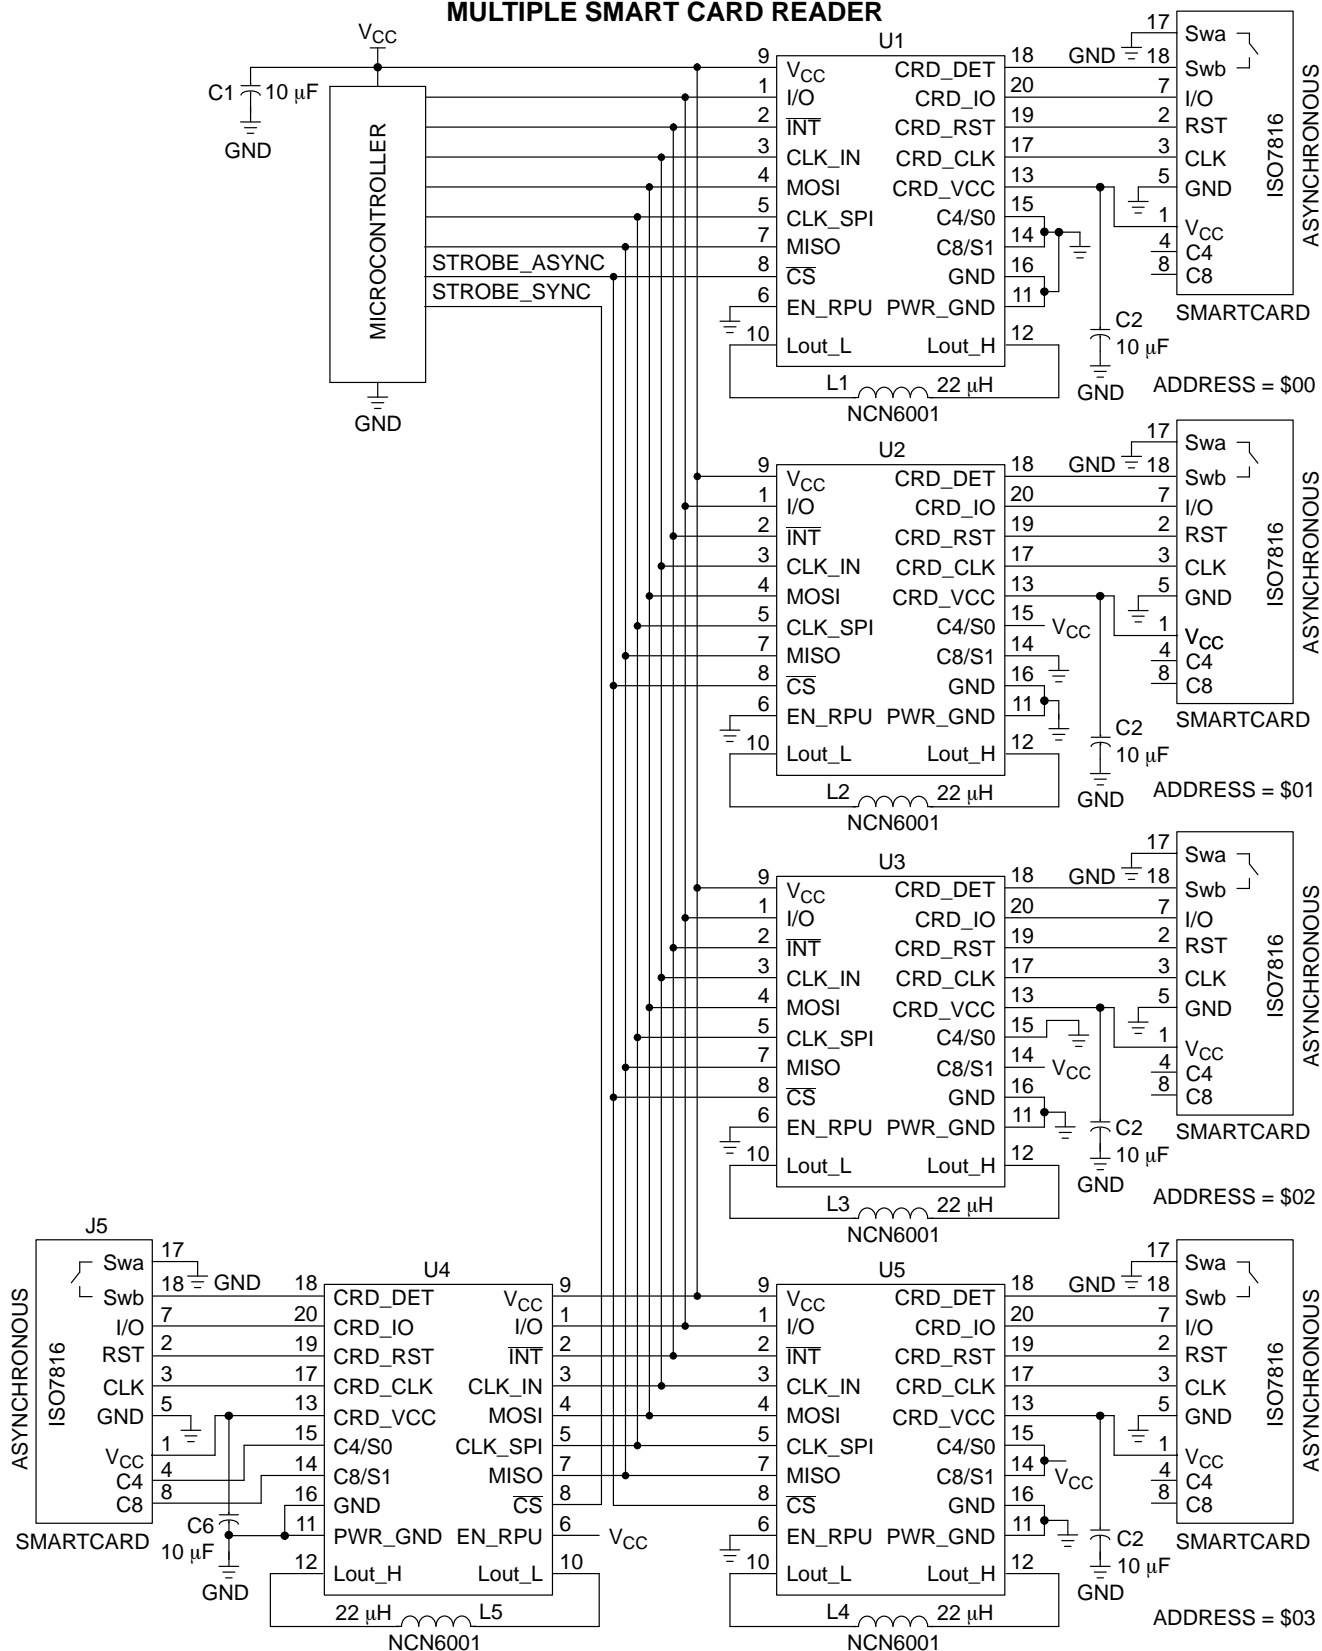 MULTIPLE SMART CARD READER
VCC
C1 10 µF
GND
MICROCONTROLLER
GND
STROBE_ASYNC
STROBE_SYNC
U1
9 VCC CRD_DET 18
1 I/O CRD_IO 20
2 INT CRD_RST 19
3 CLK_IN CRD_CLK 17
4 MOSI CRD_VCC 13
5 CLK_SPI C4/S0 15
7 MISO C8/S1 14
8 CS GND 16
6 EN_RPU PWR_GND 11
10 Lout_L Lout_H 12
L1 22 µH
NCN6001
C2
10 µF
GND
17 Swa
GND 18 Swb
7 I/O
2 RST
3 CLK
5 GND
1 VCC
4 C4
8 C8
ISO7816
ASYNCHRONOUS
SMARTCARD
ADDRESS = $00
U2
9 VCC CRD_DET 18
1 I/O CRD_IO 20
2 INT CRD_RST 19
3 CLK_IN CRD_CLK 17
4 MOSI CRD_VCC 13
5 CLK_SPI C4/S0 15 VCC
7 MISO C8/S1 14
8 CS GND 16
6 EN_RPU PWR_GND 11
10 Lout_L Lout_H 12
L2 22 µH
NCN6001
C2
10 µF
GND
17 Swa
GND 18 Swb
7 I/O
2 RST
3 CLK
5 GND
1 VCC
4 C4
8 C8
ISO7816
ASYNCHRONOUS
SMARTCARD
ADDRESS = $01
U3
9 VCC CRD_DET 18
1 I/O CRD_IO 20
2 INT CRD_RST 19
3 CLK_IN CRD_CLK 17
4 MOSI CRD_VCC 13
5 CLK_SPI C4/S0 15
7 MISO C8/S1 14 VCC
8 CS GND 16
6 EN_RPU PWR_GND 11
10 Lout_L Lout_H 12
L3 22 µH
NCN6001
C2
10 µF
GND
17 Swa
GND 18 Swb
7 I/O
2 RST
3 CLK
5 GND
1 VCC
4 C4
8 C8
ISO7816
ASYNCHRONOUS
SMARTCARD
ADDRESS = $02
J5
ASYNCHRONOUS
ISO7816
Swa 17
Swb 18 GND
I/O 7
RST 2
CLK 3
GND 5
VCC 1
C4 4
C8 8
SMARTCARD
C6
10 µF
GND
U4
18 CRD_DET VCC 9
20 CRD_IO I/O 1
19 CRD_RST INT 2
17 CRD_CLK CLK_IN 3
13 CRD_VCC MOSI 4
15 C4/S0 CLK_SPI 5
14 C8/S1 MISO 7
16 GND CS 8
11 PWR_GND EN_RPU 6 VCC
12 Lout_H Lout_L 10
22 µH L5
NCN6001
U5
9 VCC CRD_DET 18
1 I/O CRD_IO 20
2 INT CRD_RST 19
3 CLK_IN CRD_CLK 17
4 MOSI CRD_VCC 13
5 CLK_SPI C4/S0 15
7 MISO C8/S1 14 VCC
8 CS GND 16
6 EN_RPU PWR_GND 11
10 Lout_L Lout_H 12
L4 22 µH
NCN6001
C2
10 µF
GND
17 Swa
GND 18 Swb
7 I/O
2 RST
3 CLK
5 GND
1 VCC
4 C4
8 C8
ISO7816
ASYNCHRONOUS
SMARTCARD
ADDRESS = $03